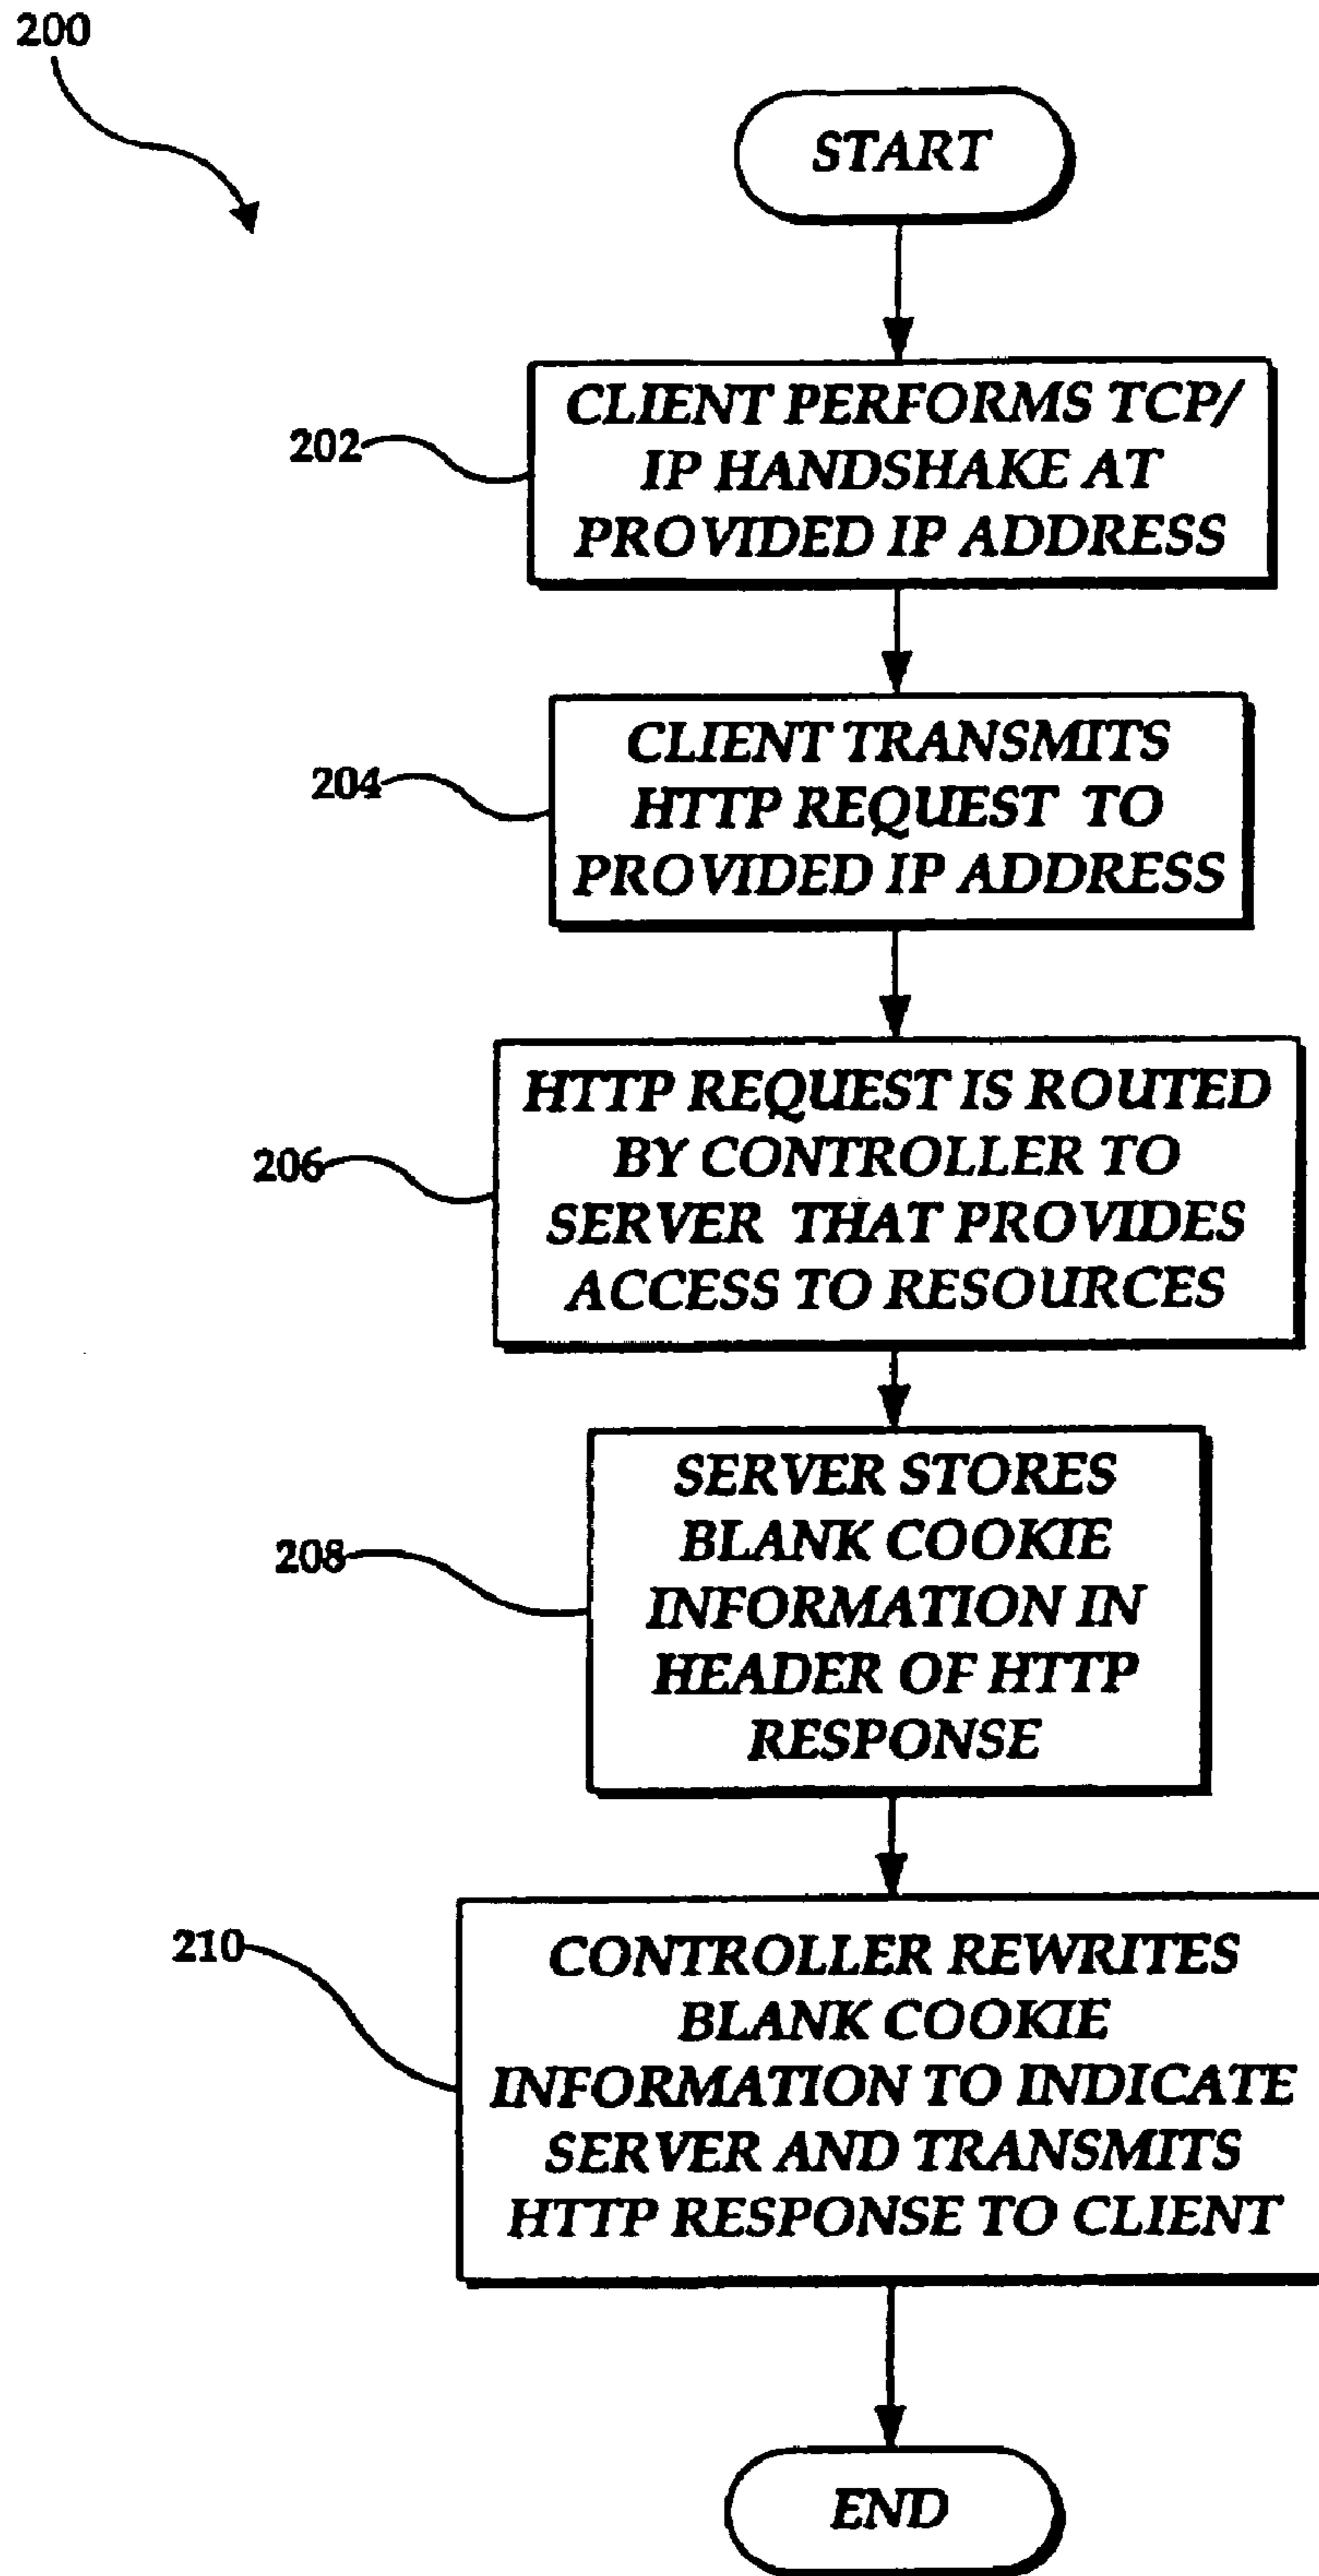 200
START
202
CLIENT PERFORMS TCP/
IP HANDSHAKE AT
PROVIDED IP ADDRESS
204
CLIENT TRANSMITS
HTTP REQUEST TO
PROVIDED IP ADDRESS
206
HTTP REQUEST IS ROUTED
BY CONTROLLER TO
SERVER THAT PROVIDES
ACCESS TO RESOURCES
208
SERVER STORES
BLANK COOKIE
INFORMATION IN
HEADER OF HTTP
RESPONSE
210
CONTROLLER REWRITES
BLANK COOKIE
INFORMATION TO INDICATE
SERVER AND TRANSMITS
HTTP RESPONSE TO CLIENT
END